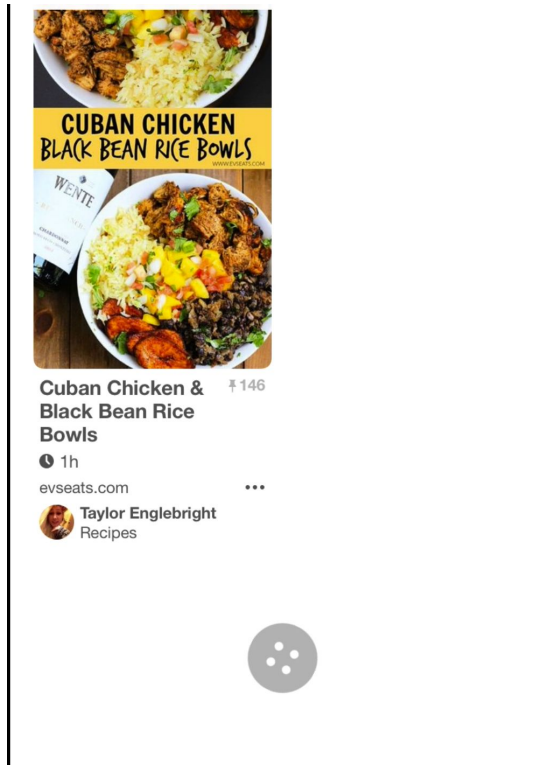 CUBAN CHICKEN
BLACK BEAN RICE BOWLS
WWW.EVSEATS.COM
WENTE
CHARDONNAY
Cuban Chicken &
146
Black Bean Rice
Bowls
1h
evseats.com
Taylor Englebright
Recipes